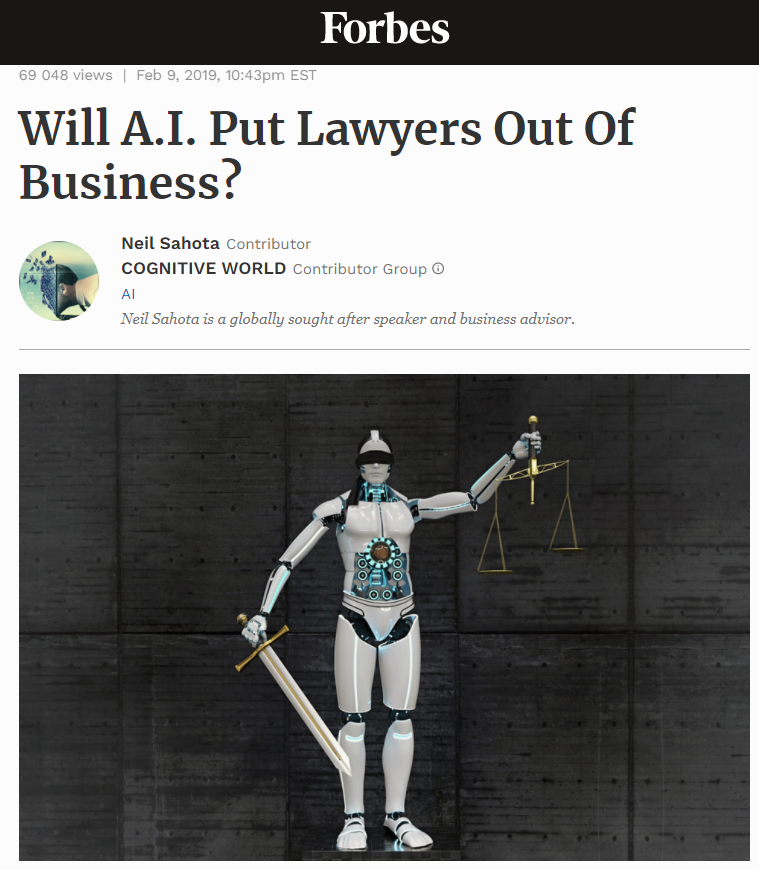 Forbes
69 048 views | Feb 9, 2019, 10:43pm EST
Will A.I. Put Lawyers Out Of
Business?
Neil Sahota Contributor
COGNITIVE WORLD Contributor Group
AI
Neil Sahota is a globally sought after speaker and business advisor.